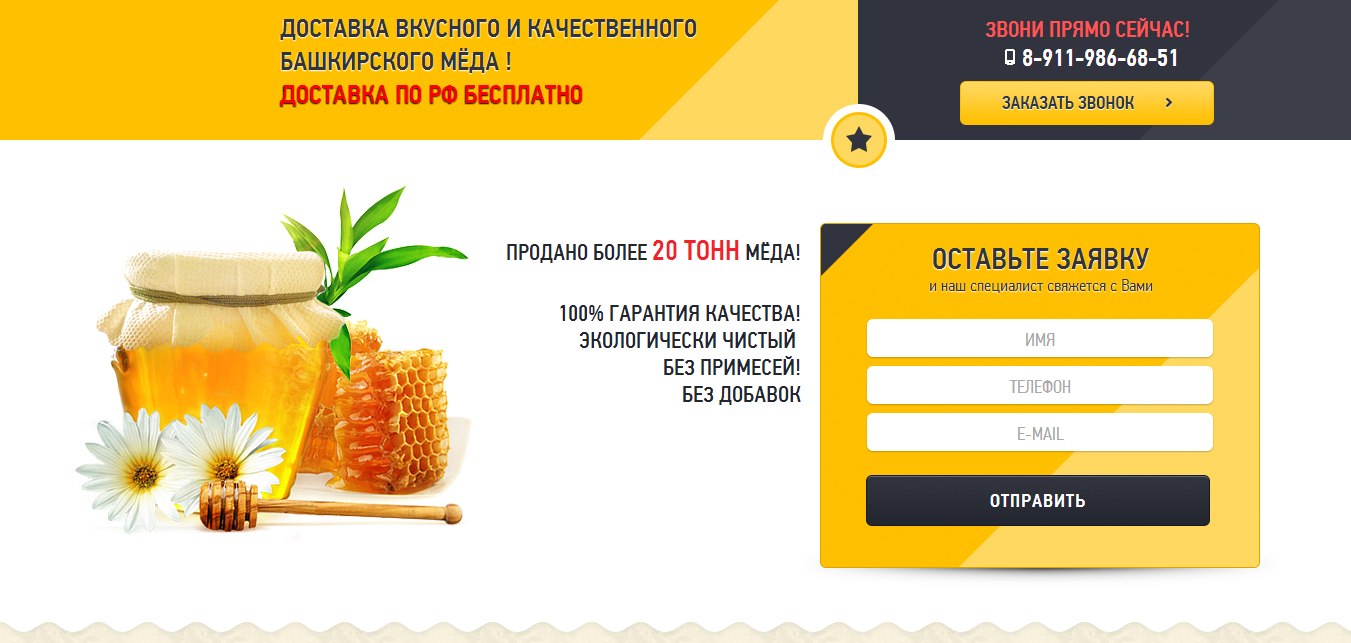 ДОСТАВКА ВКУСНОГО И КАЧЕСТВЕННОГО
БАШКИРСКОГО МЁДА !
ДОСТАВКА ПО РФ БЕСПЛАТНО
ЗВОНИ ПРЯМО СЕЙЧАС!
8-911-986-68-51
ЗАКАЗАТЬ ЗВОНОК
ПРОДАНО БОЛЕЕ 20 ТОНН МЁДА!
100% ГАРАНТИЯ КАЧЕСТВА!
ЭКОЛОГИЧЕСКИ ЧИСТЫЙ
БЕЗ ПРИМЕСЕЙ!
БЕЗ ДОБАВОК
ОСТАВЬТЕ ЗАЯВКУ
и наш специалист свяжется с Вами
ИМЯ
ТЕЛЕФОН
E-MAIL
ОТПРАВИТЬ